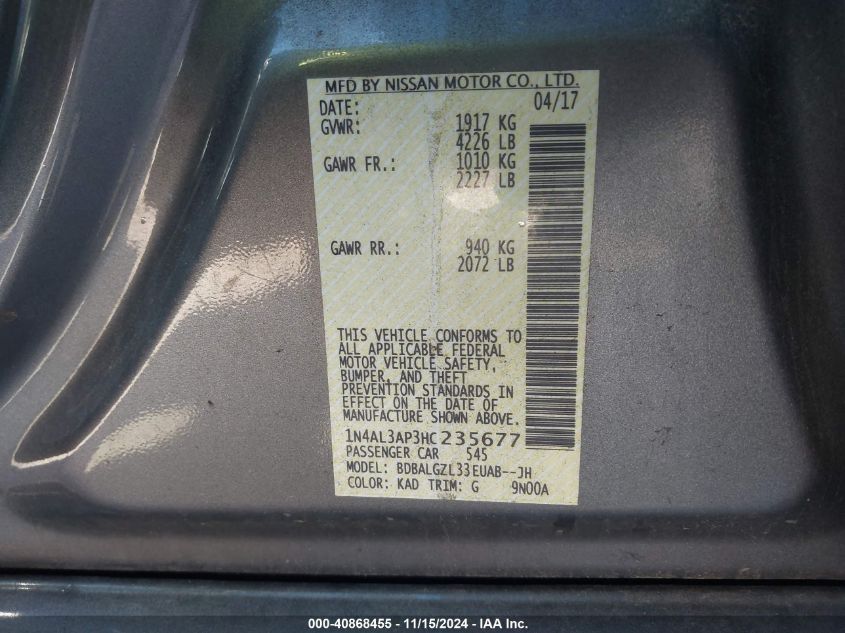 MFD BY NISSAN MOTOR CO., LTD.
DATE: 04/17
GVWR: 1917 KG
4226 LB
GAWR FR.: 1010 KG
2227 LB
GAWR RR.: 940 KG
2072 LB
THIS VEHICLE CONFORMS TO
ALL APPLICABLE FEDERAL
MOTOR VEHICLE SAFETY,
BUMPER, AND THEFT
PREVENTION STANDARDS IN
EFFECT ON THE DATE OF
MANUFACTURE SHOWN ABOVE.
1N4AL3AP3HC235677
PASSENGER CAR 545
MODEL: BDBALGZL33EUAB--JH
COLOR: KAD TRIM: G 9N00A
000-40868455 - 11/15/2024 - IAA Inc.